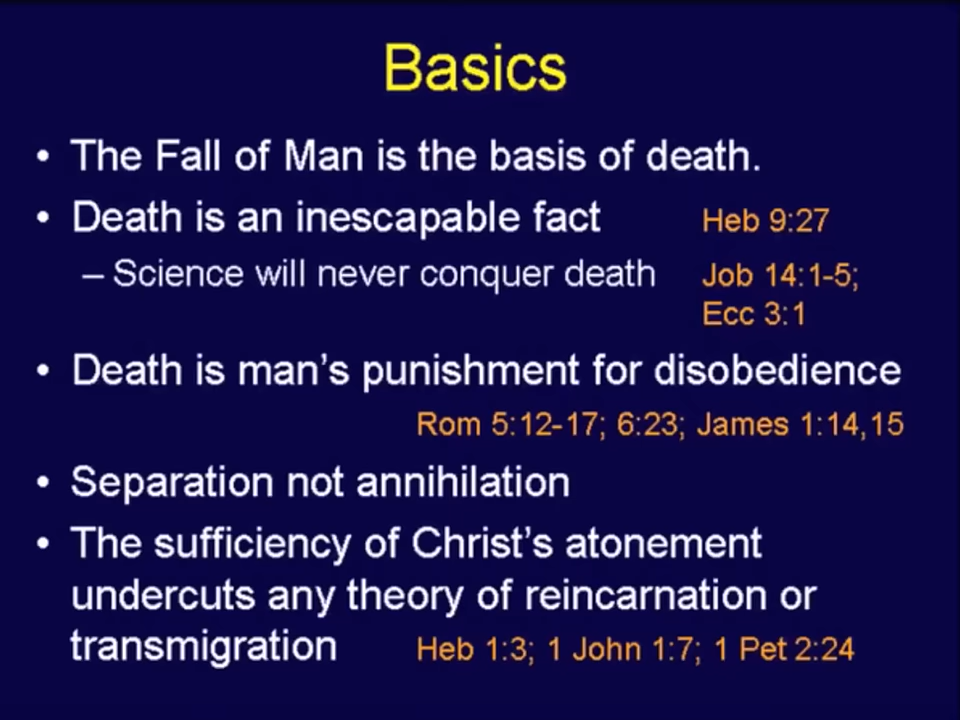 Basics
• The Fall of Man is the basis of death.
• Death is an inescapable fact Heb 9:27
– Science will never conquer death Job 14:1-5;
Ecc 3:1
• Death is man's punishment for disobedience
Rom 5:12-17; 6:23; James 1:14,15
• Separation not annihilation
• The sufficiency of Christ's atonement
undercuts any theory of reincarnation or
transmigration Heb 1:3; 1 John 1:7; 1 Pet 2:24